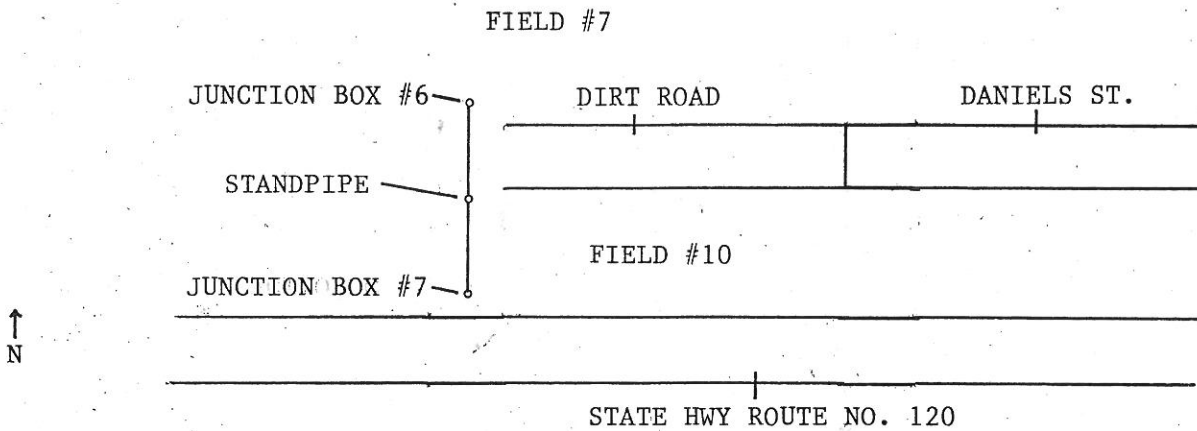 FIELD #7
JUNCTION BOX #6
DIRT ROAD
DANIELS ST.
STANDPIPE
FIELD #10
JUNCTION BOX #7
N
STATE HWY ROUTE NO. 120